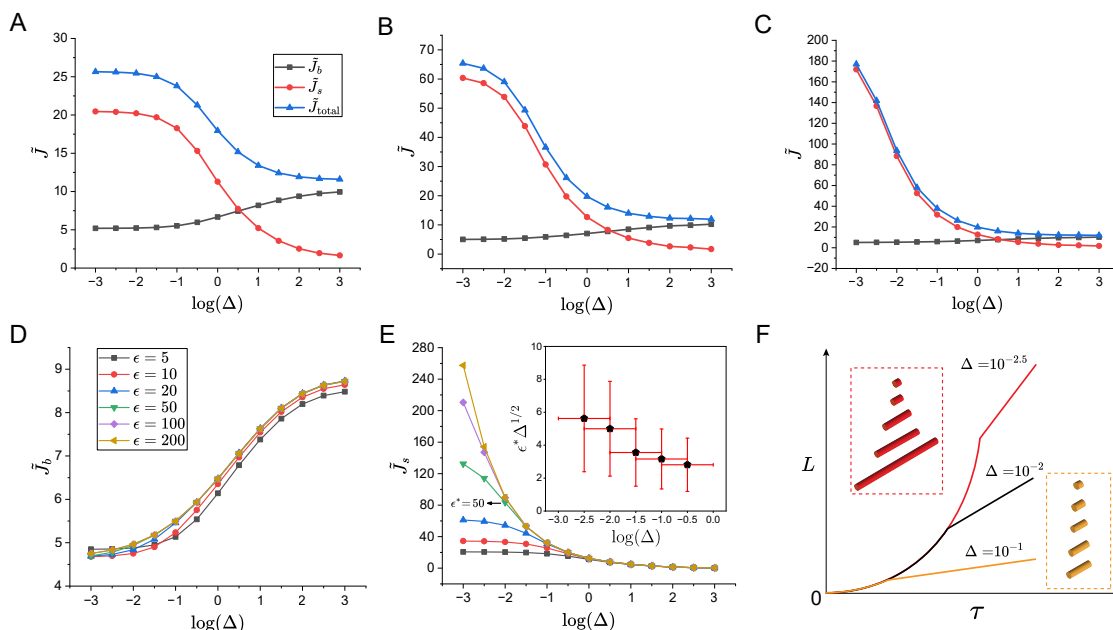 A
30
25
20
15
10
5
0
J̃
−3 −2 −1 0 1 2 3
log(Δ)
J̃_b
J̃_s
J̃_total
B
70
60
50
40
30
20
10
0
J̃
−3 −2 −1 0 1 2 3
log(Δ)
C
200
180
160
140
120
100
80
60
40
20
0
−20
J̃
−3 −2 −1 0 1 2 3
log(Δ)
D
9
8
7
6
5
4
J̃_b
−3 −2 −1 0 1 2 3
log(Δ)
ϵ = 5
ϵ = 10
ϵ = 20
ϵ = 50
ϵ = 100
ϵ = 200
E
280
240
200
160
120
80
40
0
J̃_s
−3 −2 −1 0 1 2 3
log(Δ)
ϵ*=50
10
8
6
4
2
0
ϵ*Δ^1/2
−3.0 −2.5 −2.0 −1.5 −1.0 −0.5 0.0
log(Δ)
F
Δ=10^−2.5
Δ=10^−2
Δ=10^−1
L
0
τ